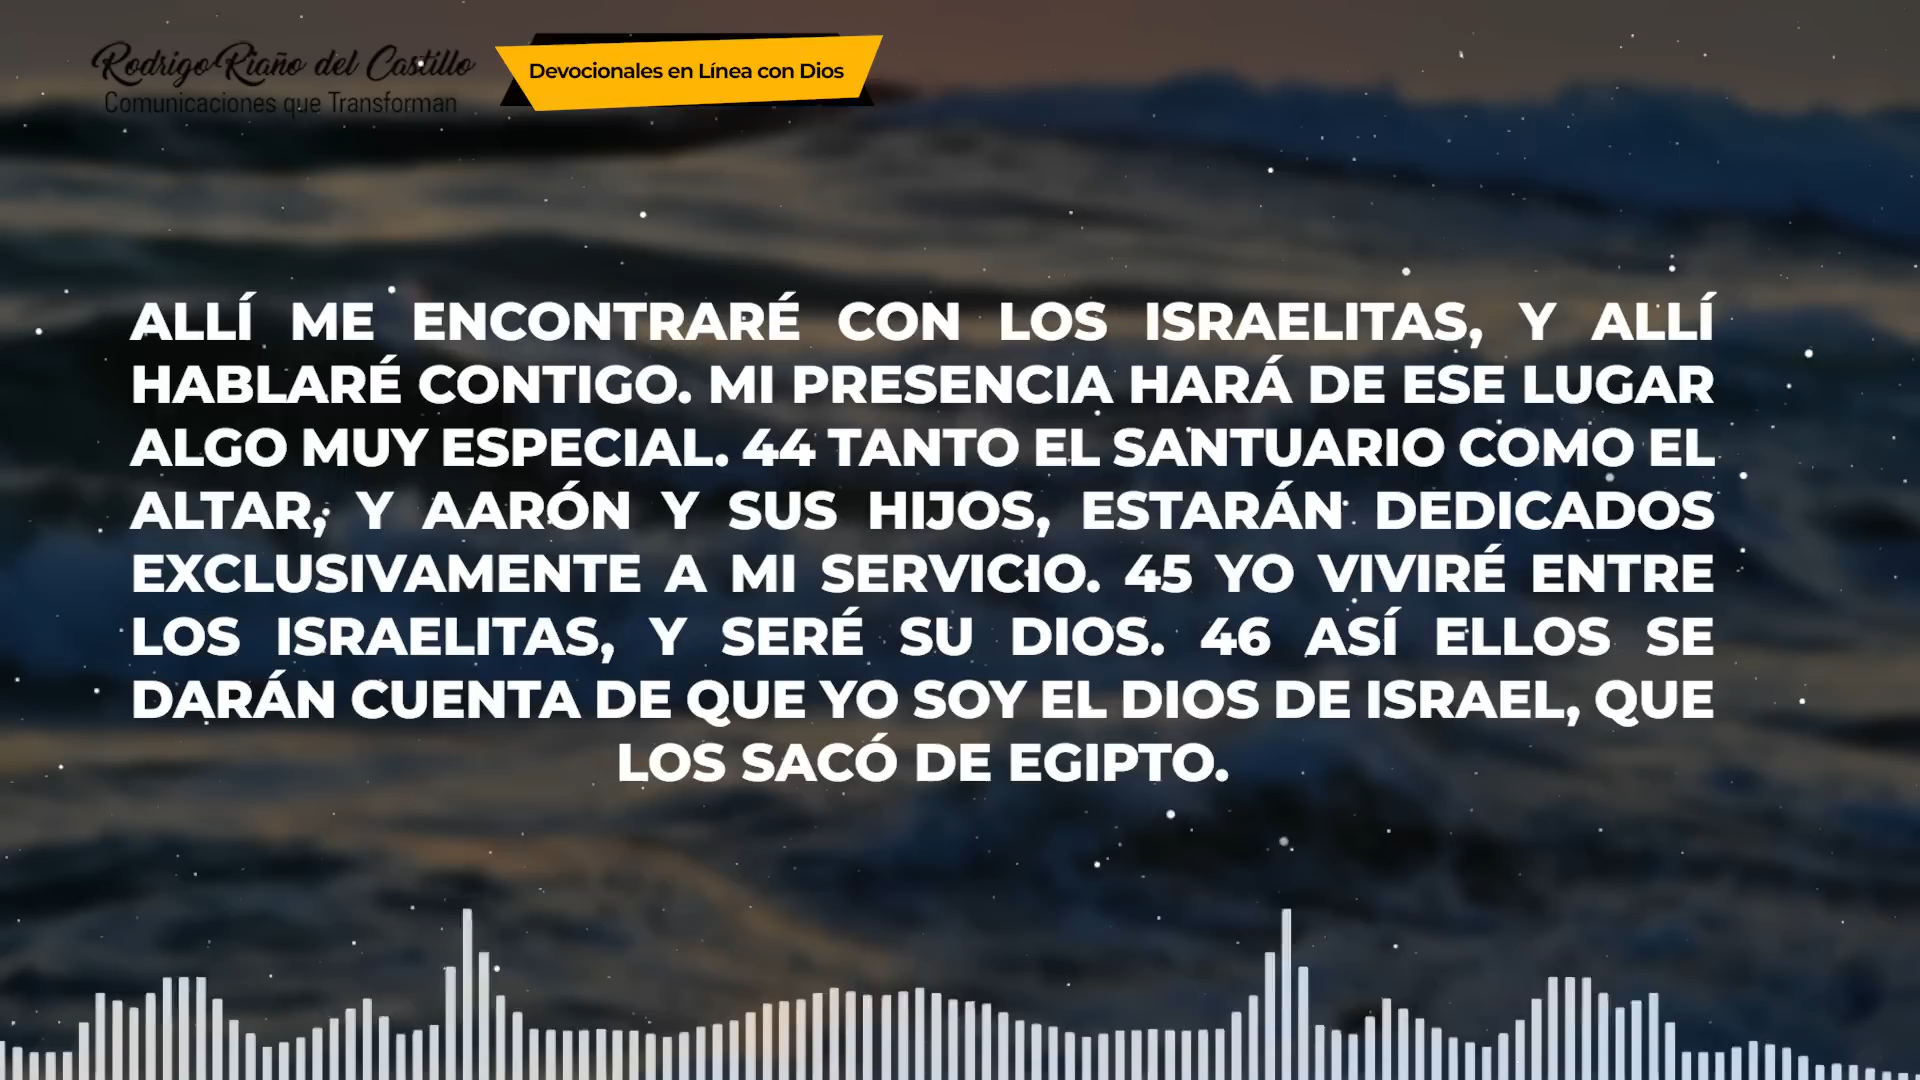 Rodrigo Riaño del Castillo
Comunicaciones que Transforman
Devocionales en Línea con Dios
ALLÍ ME ENCONTRARÉ CON LOS ISRAELITAS, Y ALLÍ
HABLARÉ CONTIGO. MI PRESENCIA HARÁ DE ESE LUGAR
ALGO MUY ESPECIAL. 44 TANTO EL SANTUARIO COMO EL
ALTAR, Y AARÓN Y SUS HIJOS, ESTARÁN DEDICADOS
EXCLUSIVAMENTE A MI SERVICIO. 45 YO VIVIRÉ ENTRE
LOS ISRAELITAS, Y SERÉ SU DIOS. 46 ASÍ ELLOS SE
DARÁN CUENTA DE QUE YO SOY EL DIOS DE ISRAEL, QUE
LOS SACÓ DE EGIPTO.